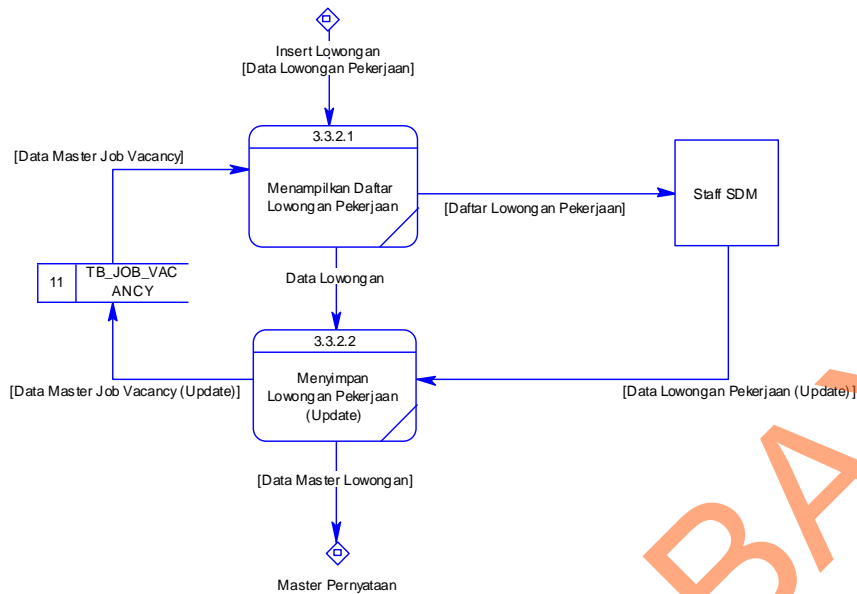 Insert Lowongan
[Data Lowongan Pekerjaan]
3.3.2.1
[Data Master Job Vacancy]
Menampilkan Daftar
Lowongan Pekerjaan
[Daftar Lowongan Pekerjaan]
Staff SDM
11
TB_JOB_VAC
ANCY
Data Lowongan
3.3.2.2
Menyimpan
Lowongan Pekerjaan
(Update)
[Data Master Job Vacancy (Update)]
[Data Lowongan Pekerjaan (Update)]
[Data Master Lowongan]
Master Pernyataan
BA